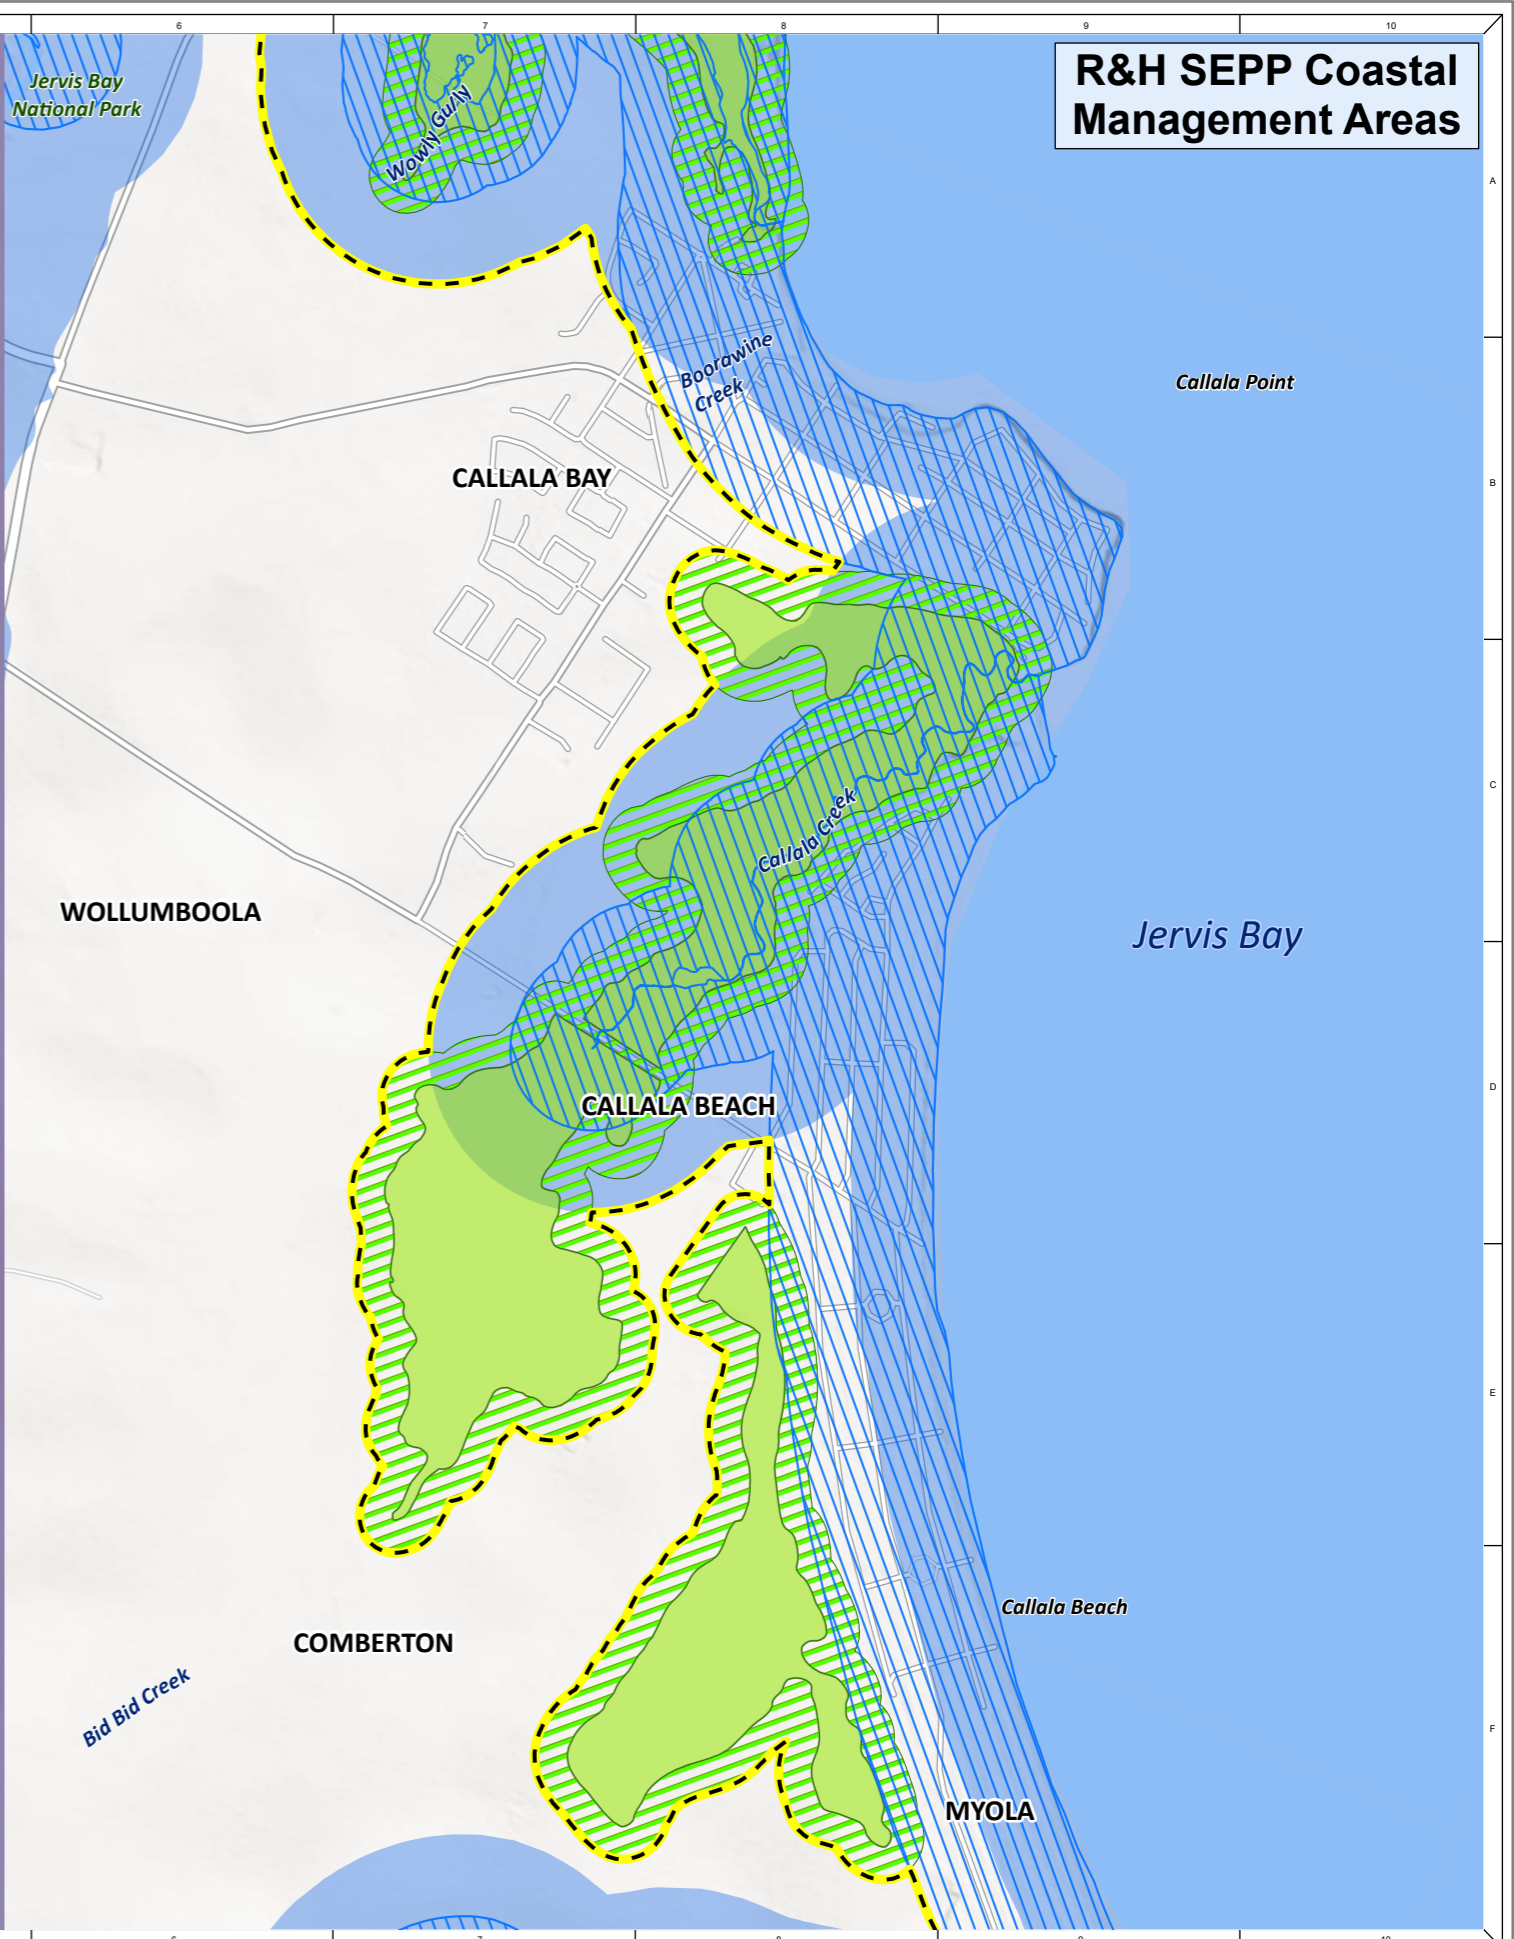 6 7 8 9 10
R&H SEPP Coastal
Management Areas
Jervis Bay
National Park
Wowly Gully
A
Boorawine
Creek
Callala Point
CALLALA BAY
B
C
Callala Creek
WOLLUMBOOLA
Jervis Bay
D
CALLALA BEACH
E
Callala Beach
COMBERTON
Bid Bid Creek
F
MYOLA